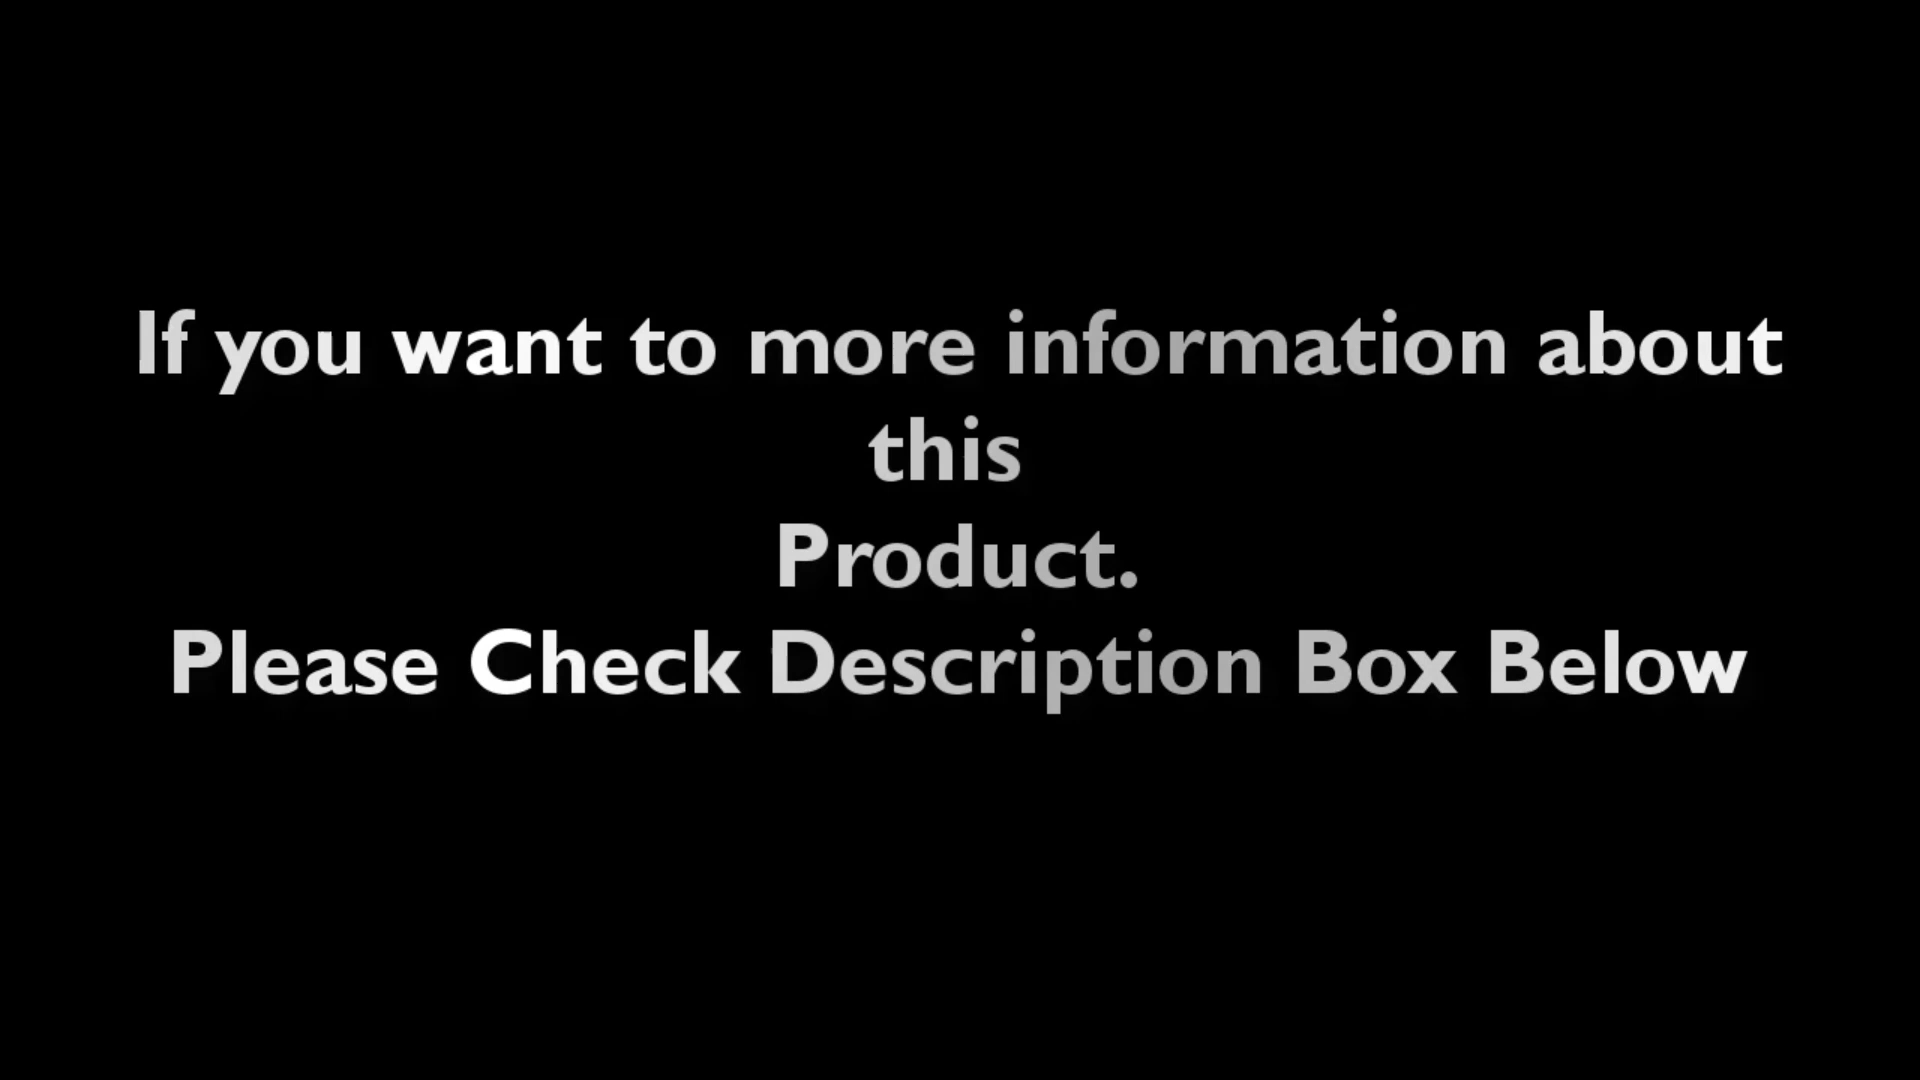 If you want to more information about
this
Product.
Please Check Description Box Below